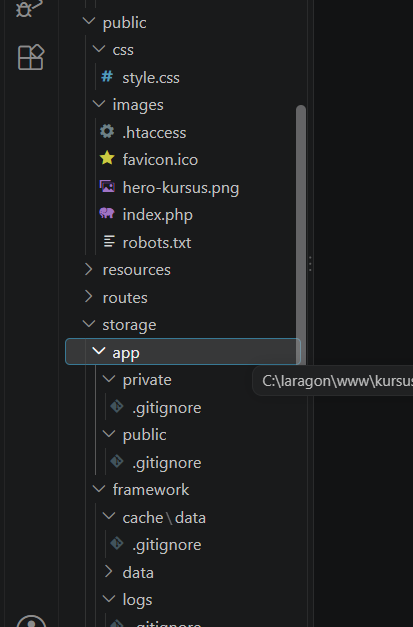 public
css
# style.css
images
.htaccess
favicon.ico
hero-kursus.png
index.php
robots.txt
resources
routes
storage
app
private
C:\laragon\www\kursus
.gitignore
public
.gitignore
framework
cache\data
.gitignore
data
logs
.gitignore